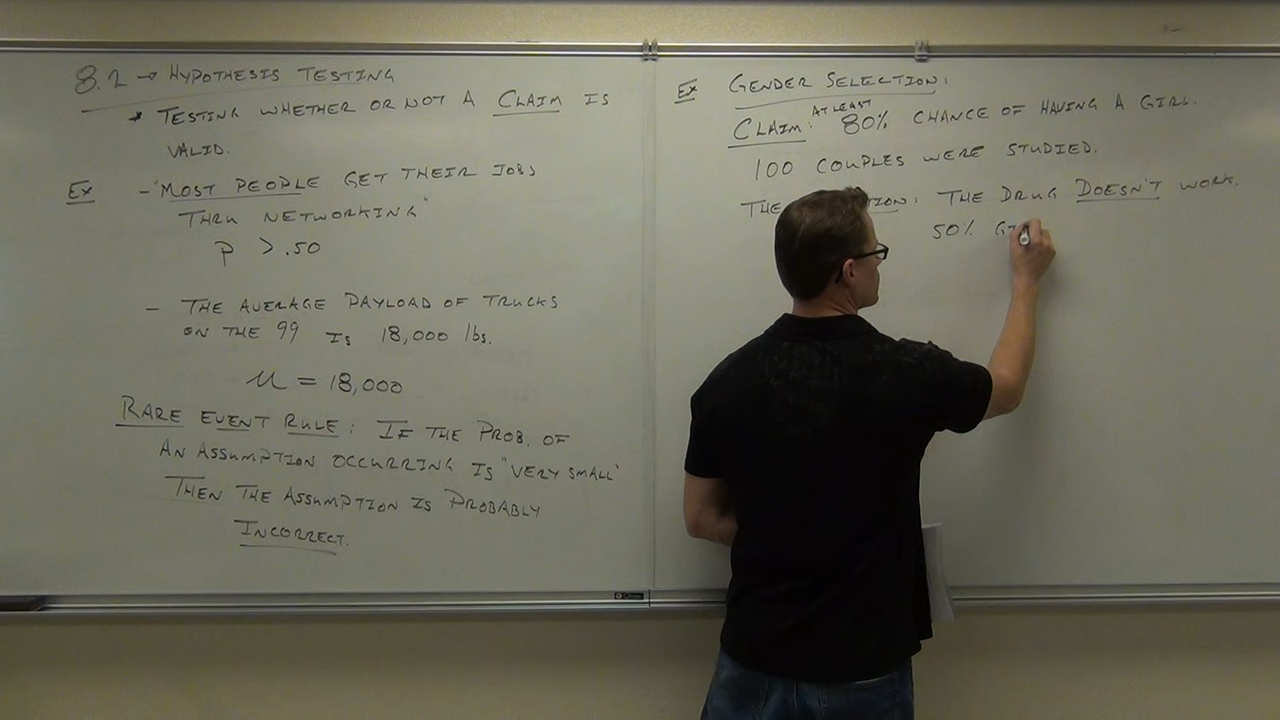 8.2 → HYPOTHESIS TESTING
* TESTING WHETHER OR NOT A CLAIM IS
VALID.
Ex - "MOST PEOPLE GET THEIR JOBS
THRU NETWORKING"
p > .50
- THE AVERAGE PAYLOAD OF TRUCKS
ON THE 99 IS 18,000 lbs.
μ = 18,000
RARE EVENT RULE: IF THE PROB. OF
AN ASSUMPTION OCCURRING IS "VERY SMALL"
THEN THE ASSUMPTION IS PROBABLY
INCORRECT.
Ex GENDER SELECTION:
AT LEAST
CLAIM: 80% CHANCE OF HAVING A GIRL.
100 COUPLES WERE STUDIED.
THE : THE DRUG DOESN'T WORK.
50%